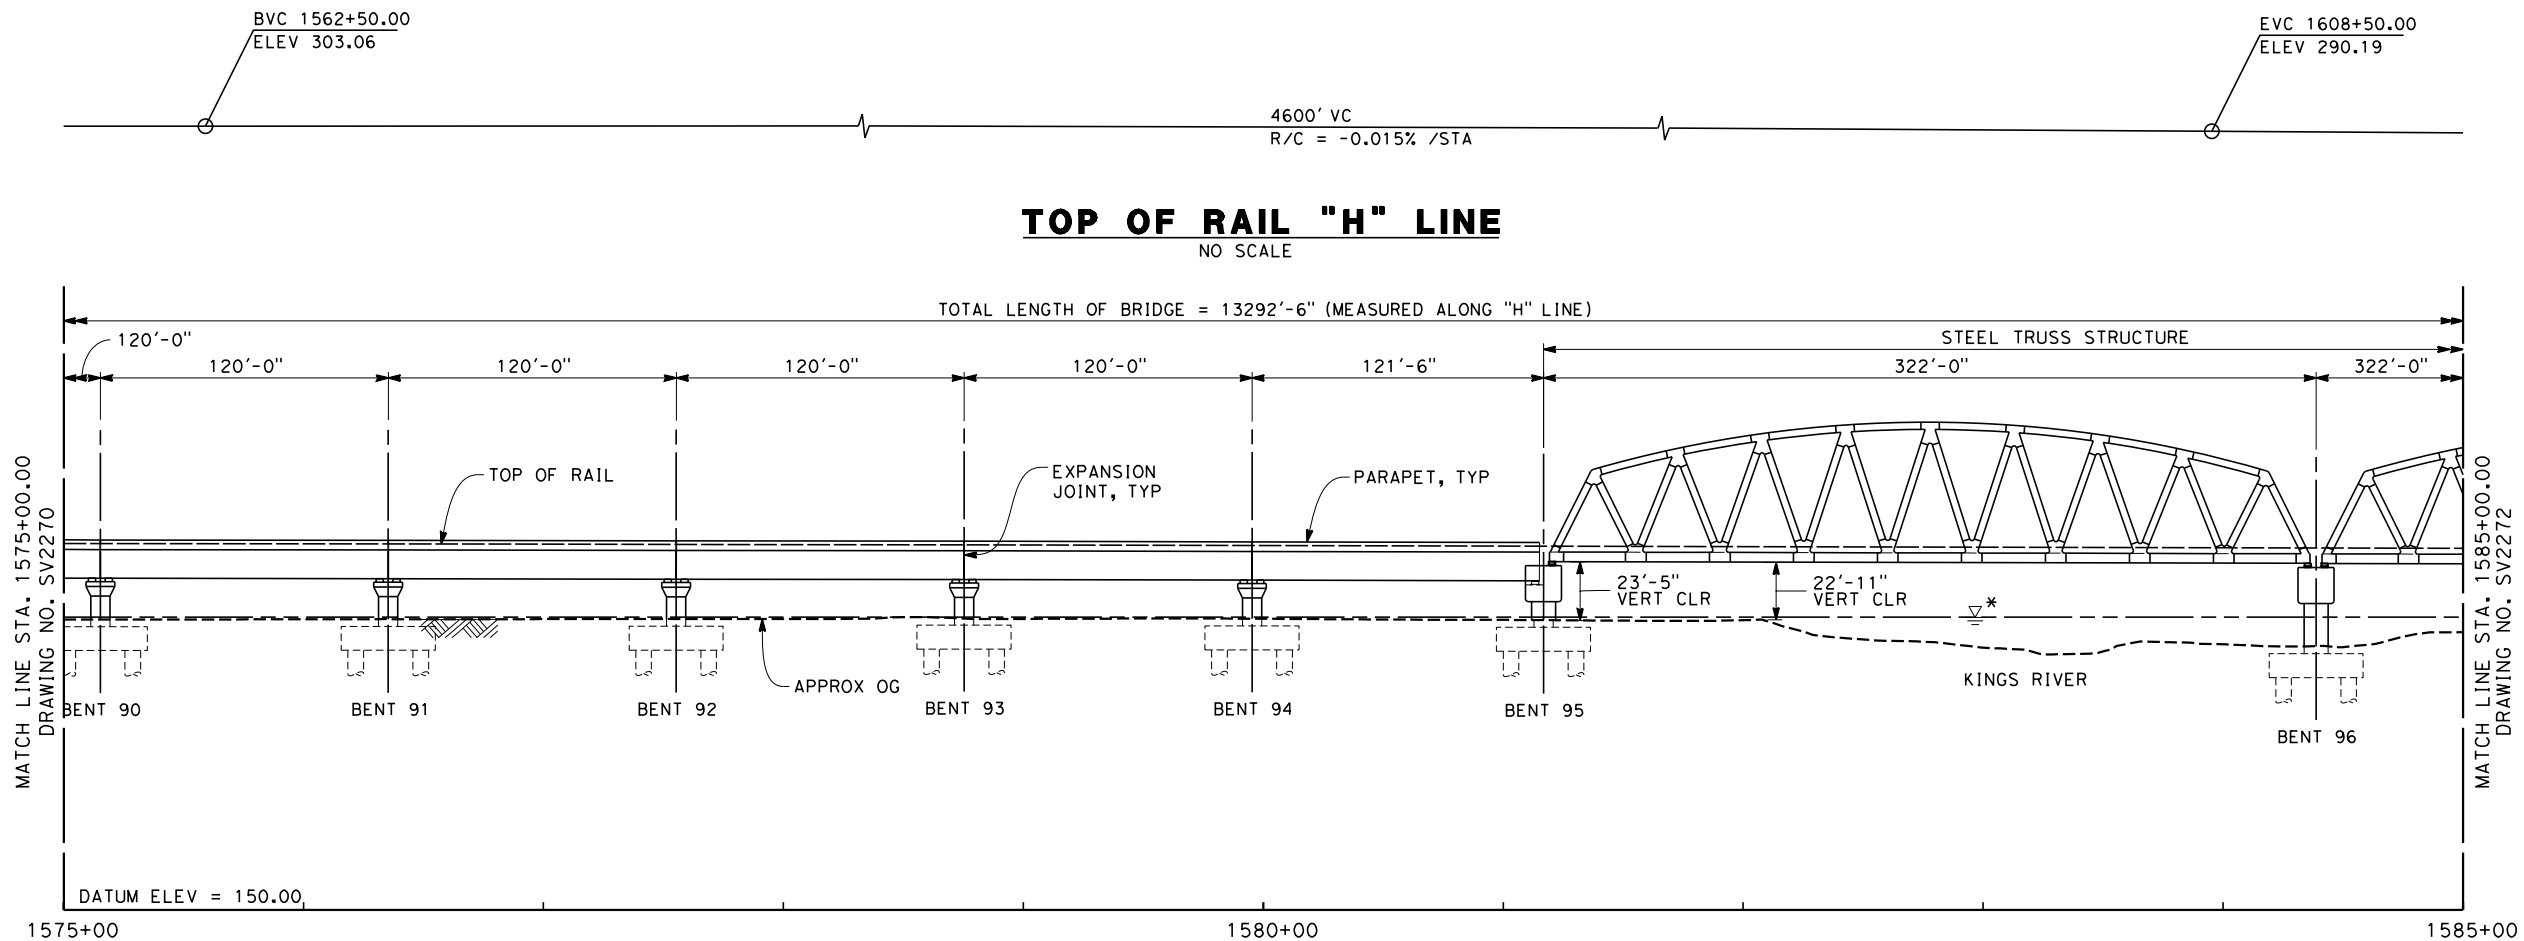 BVC 1562+50.00
ELEV 303.06
EVC 1608+50.00
ELEV 290.19
4600' VC
R/C = -0.015% /STA
TOP OF RAIL "H" LINE
NO SCALE
TOTAL LENGTH OF BRIDGE = 13292'-6" (MEASURED ALONG "H" LINE)
STEEL TRUSS STRUCTURE
120'-0"
120'-0"
120'-0"
120'-0"
120'-0"
121'-6"
322'-0"
322'-0"
TOP OF RAIL
EXPANSION
JOINT, TYP
PARAPET, TYP
23'-5"
VERT CLR
22'-11"
VERT CLR
*
APPROX OG
KINGS RIVER
BENT 90
BENT 91
BENT 92
BENT 93
BENT 94
BENT 95
BENT 96
MATCH LINE STA. 1575+00.00
DRAWING NO. SV2270
MATCH LINE STA. 1585+00.00
DRAWING NO. SV2272
DATUM ELEV = 150.00
1575+00
1580+00
1585+00